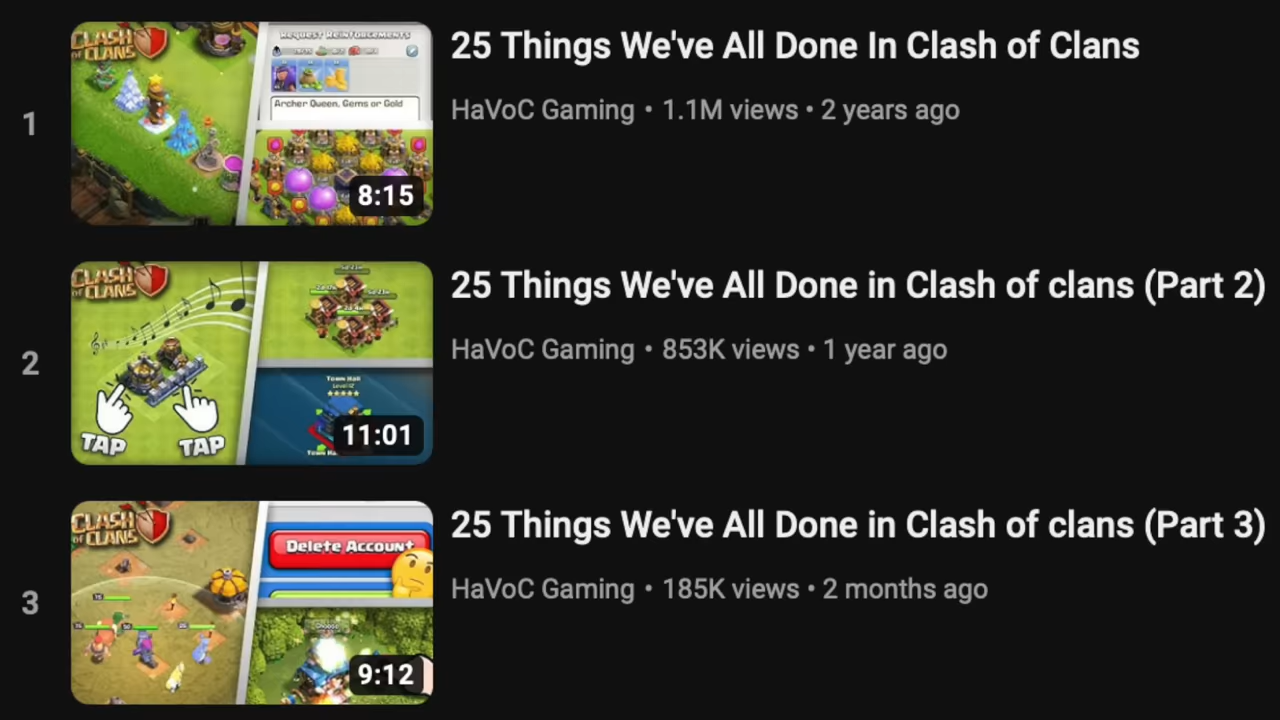 1
CLASH
OF CLANS
Request Reinforcements
Archer Queen, Gems or Gold
8:15
25 Things We've All Done In Clash of Clans
HaVoC Gaming • 1.1M views • 2 years ago
2
CLASH
OF CLANS
TAP TAP
Town Hall
11:01
25 Things We've All Done in Clash of clans (Part 2)
HaVoC Gaming • 853K views • 1 year ago
3
CLASH
OF CLANS
Delete Account
9:12
25 Things We've All Done in Clash of clans (Part 3)
HaVoC Gaming • 185K views • 2 months ago